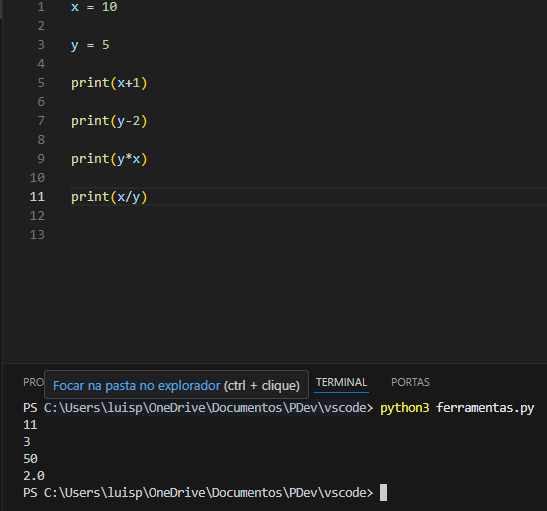 1 x = 10
2
3 y = 5
4
5 print(x+1)
6
7 print(y-2)
8
9 print(y*x)
10
11 print(x/y)
12
13
PRO
Focar na pasta no explorador (ctrl + clique)
TERMINAL
PORTAS
PS C:\Users\luisp\OneDrive\Documentos\PDev\vscode> python3 ferramentas.py
11
3
50
2.0
PS C:\Users\luisp\OneDrive\Documentos\PDev\vscode>